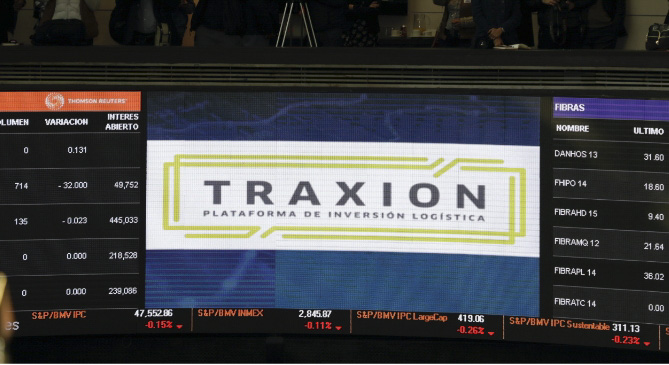 THOMSON REUTERS
LUMEN VARIACION INTERES ABIERTO
0 0.131
714 -32.000 49,752
135 -0.023 445,033
0 0.000 218,528
0 0.000 239,086
TRAXION
PLATAFORMA DE INVERSIÓN LOGÍSTICA
FIBRAS
NOMBRE ULTIMO
DANHOS 13 31.60
FHIPO 14 18.60
FIBRAHD 15 9.40
FIBRAMQ 12 21.64
FIBRAPL 14 36.02
FIBRATC 14 0.00
es S&P/BMV IPC 47,552.86 -0.15%
S&P/BMV INMEX 2,845.87 -0.11%
S&P/BMV IPC LargeCap 419.06 -0.26%
S&P/BMV IPC Sustentable 311.13 -0.23%